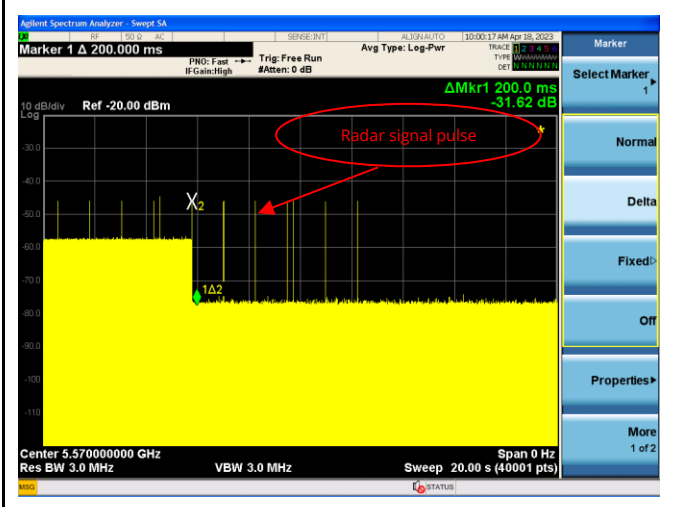 Agilent Spectrum Analyzer - Swept SA
RF 50 Ω AC SENSE:INT ALIGN AUTO 10:00:17 AM Apr 18, 2023
Marker 1 Δ 200.000 ms
PNO: Fast
IFGain:High
Trig: Free Run
#Atten: 0 dB
Avg Type: Log-Pwr
TRACE 1 2 3 4 5 6
TYPE
DET N N N N N N
ΔMkr1 200.0 ms
-31.62 dB
10 dB/div Ref -20.00 dBm
Log
Radar signal pulse
-30.0
-40.0
-50.0
-60.0
-70.0
-80.0
-90.0
-100
-110
X2
1Δ2
Center 5.570000000 GHz Span 0 Hz
Res BW 3.0 MHz VBW 3.0 MHz Sweep 20.00 s (40001 pts)
MSG STATUS
Marker
Select Marker
1
Normal
Delta
Fixed
Off
Properties
More
1 of 2